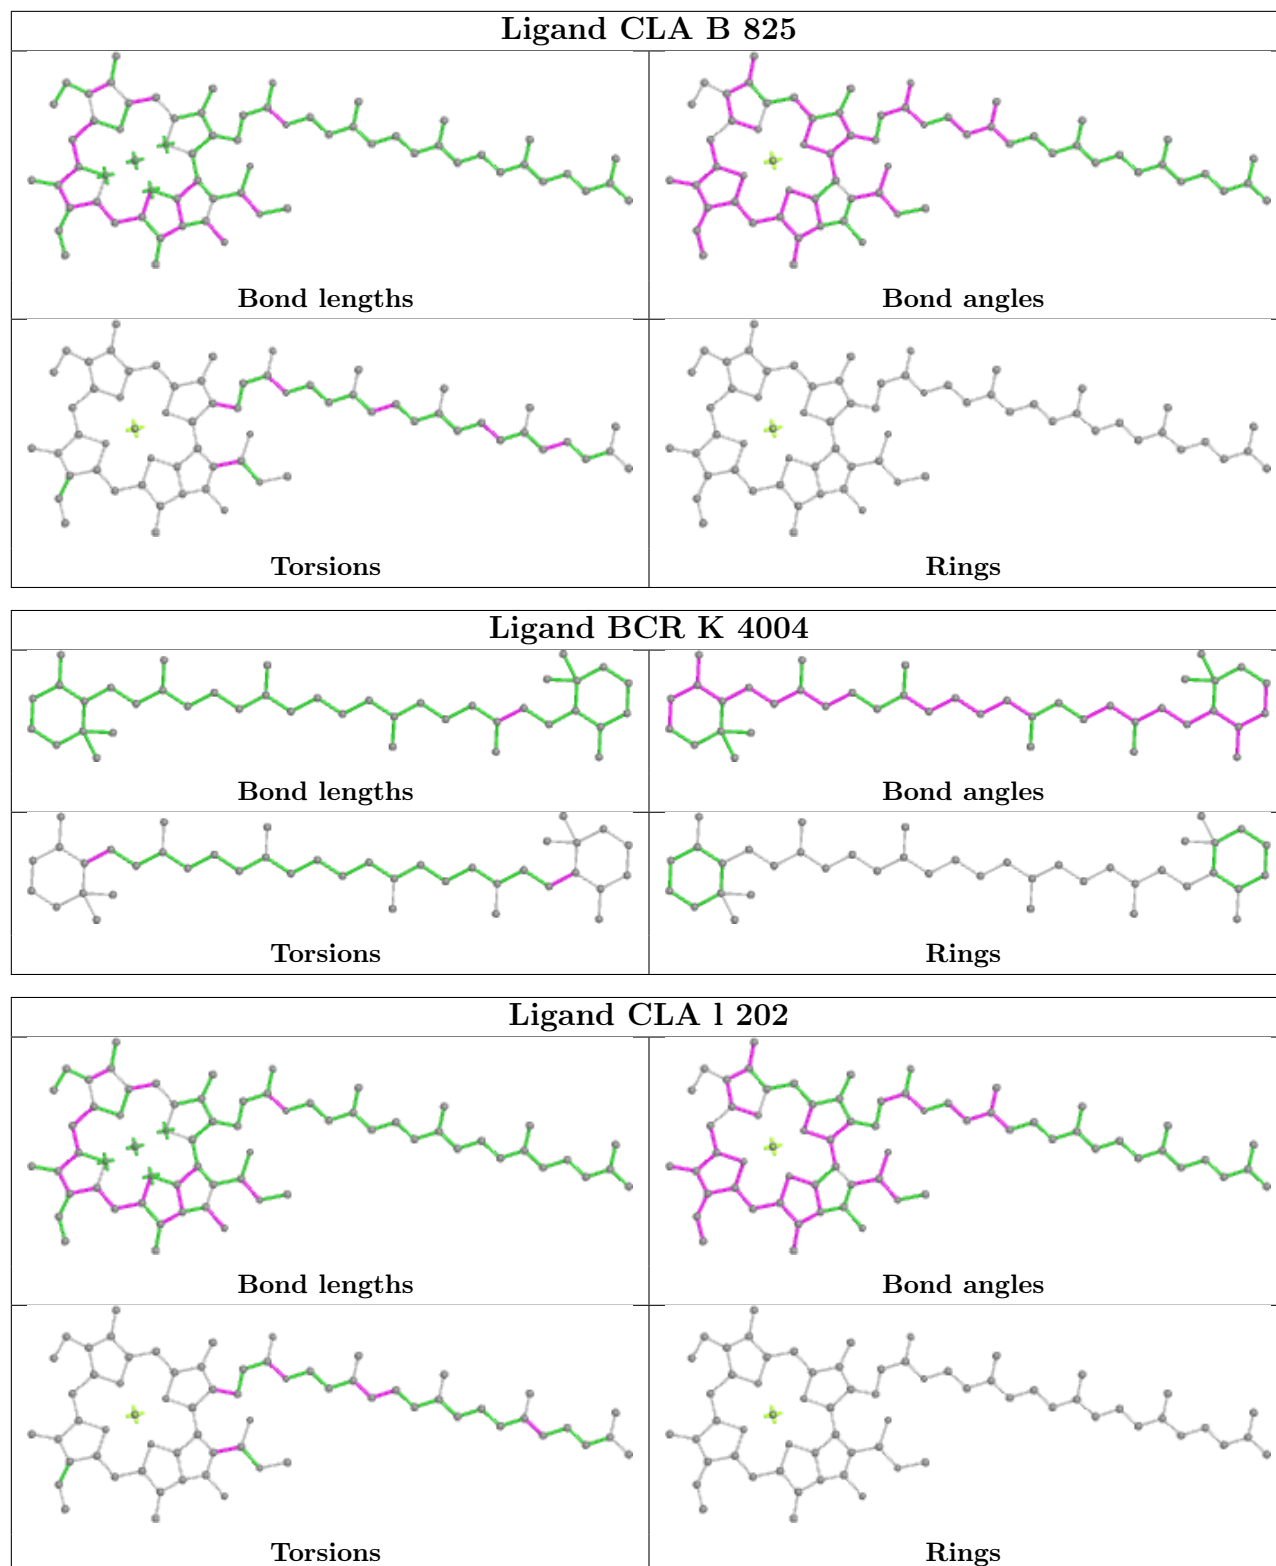 Ligand CLA B 825
Bond lengths
Bond angles
Torsions
Rings
Ligand BCR K 4004
Bond lengths
Bond angles
Torsions
Rings
Ligand CLA l 202
Bond lengths
Bond angles
Torsions
Rings